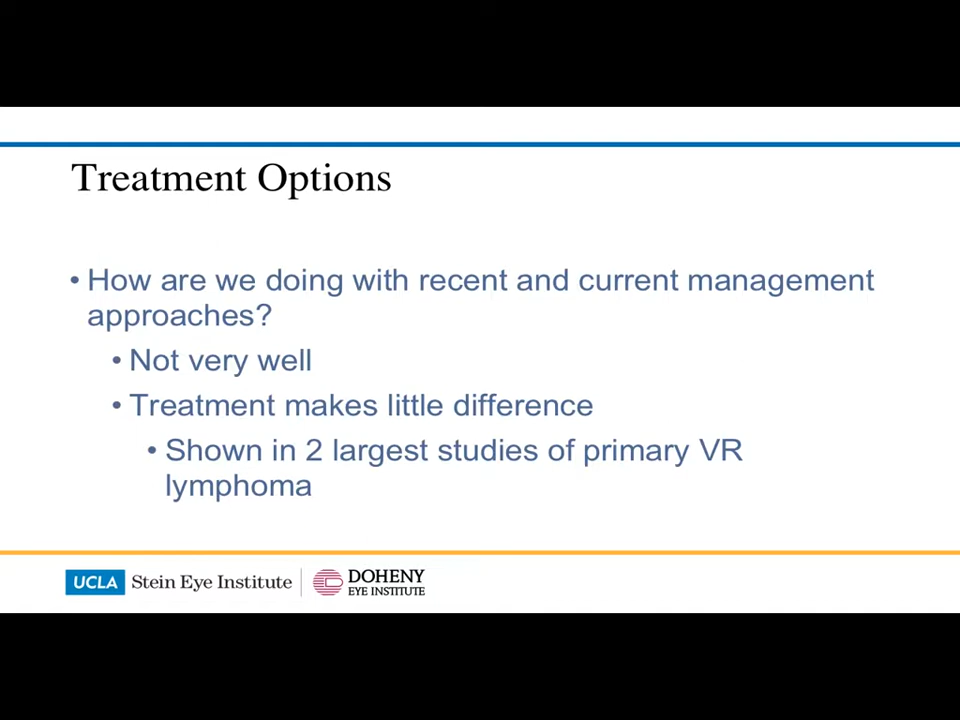 Treatment Options
• How are we doing with recent and current management
approaches?
• Not very well
• Treatment makes little difference
• Shown in 2 largest studies of primary VR
lymphoma
UCLA Stein Eye Institute
DOHENY
EYE INSTITUTE